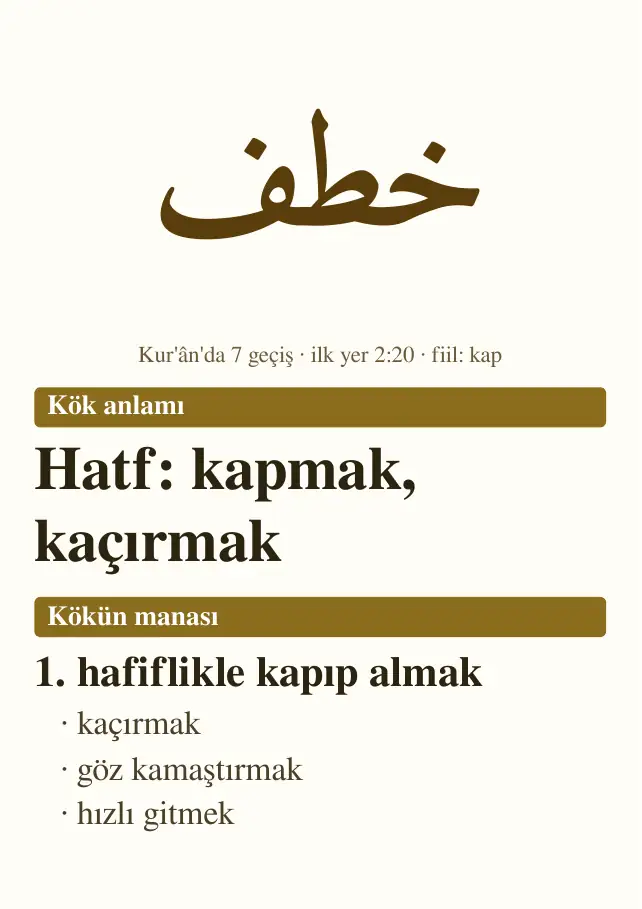 خطف
Kur'ân'da 7 geçiş · ilk yer 2:20 · fiil: kap
Kök anlamı
Hatf: kapmak,
kaçırmak
Kökün manası
1. hafiflikle kapıp almak
· kaçırmak
· göz kamaştırmak
· hızlı gitmek